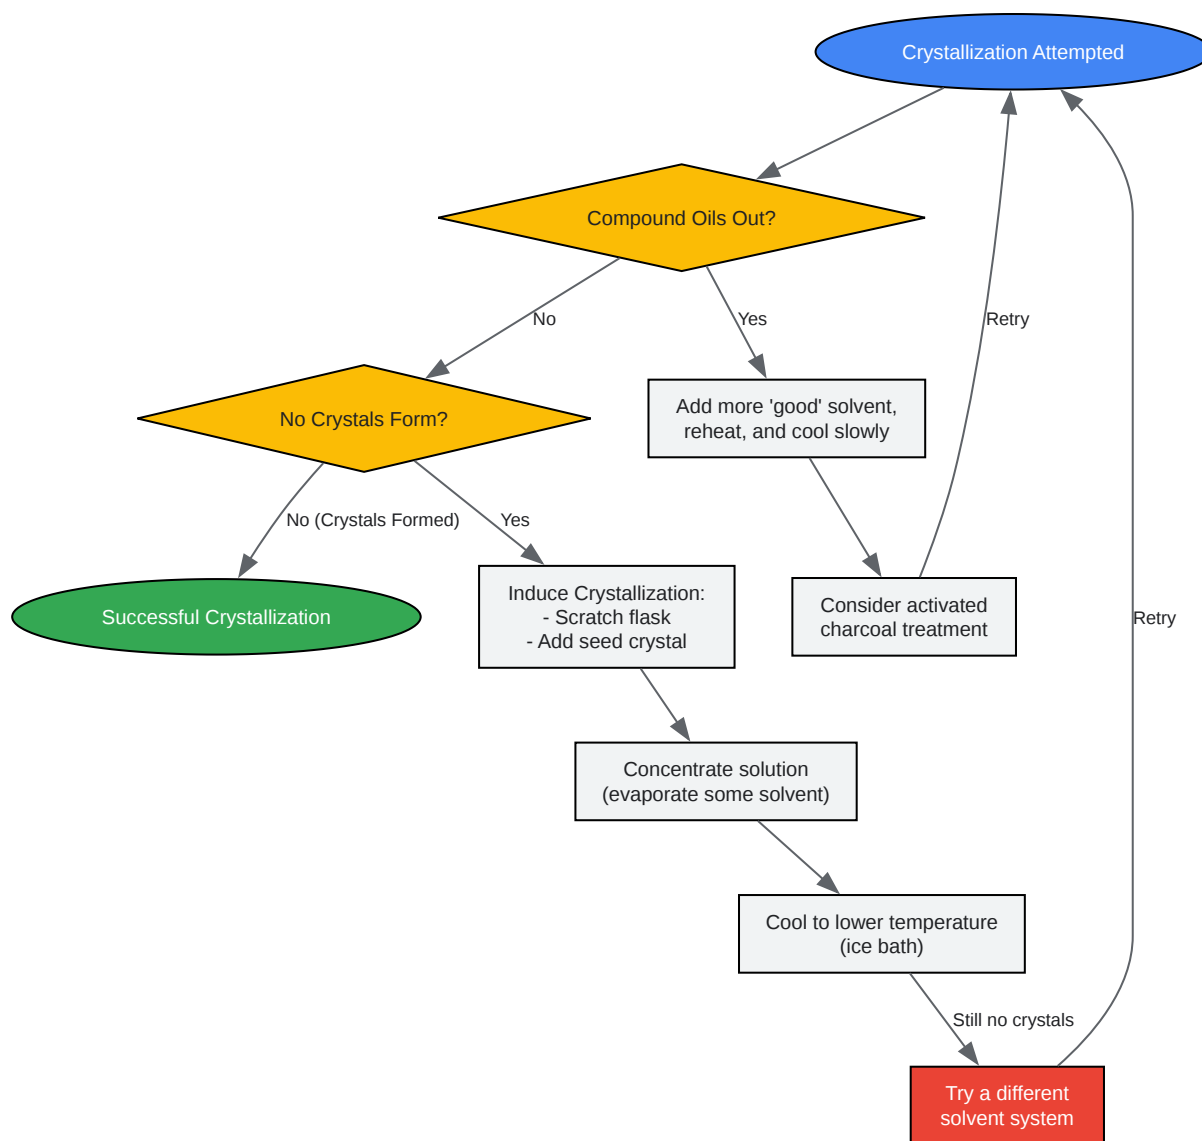 Crystallization Attempted
Compound Oils Out?
No
Yes
Retry
No Crystals Form?
Add more 'good' solvent,
reheat, and cool slowly
No (Crystals Formed)
Yes
Successful Crystallization
Induce Crystallization:
- Scratch flask
- Add seed crystal
Consider activated
charcoal treatment
Retry
Concentrate solution
(evaporate some solvent)
Cool to lower temperature
(ice bath)
Still no crystals
Try a different
solvent system